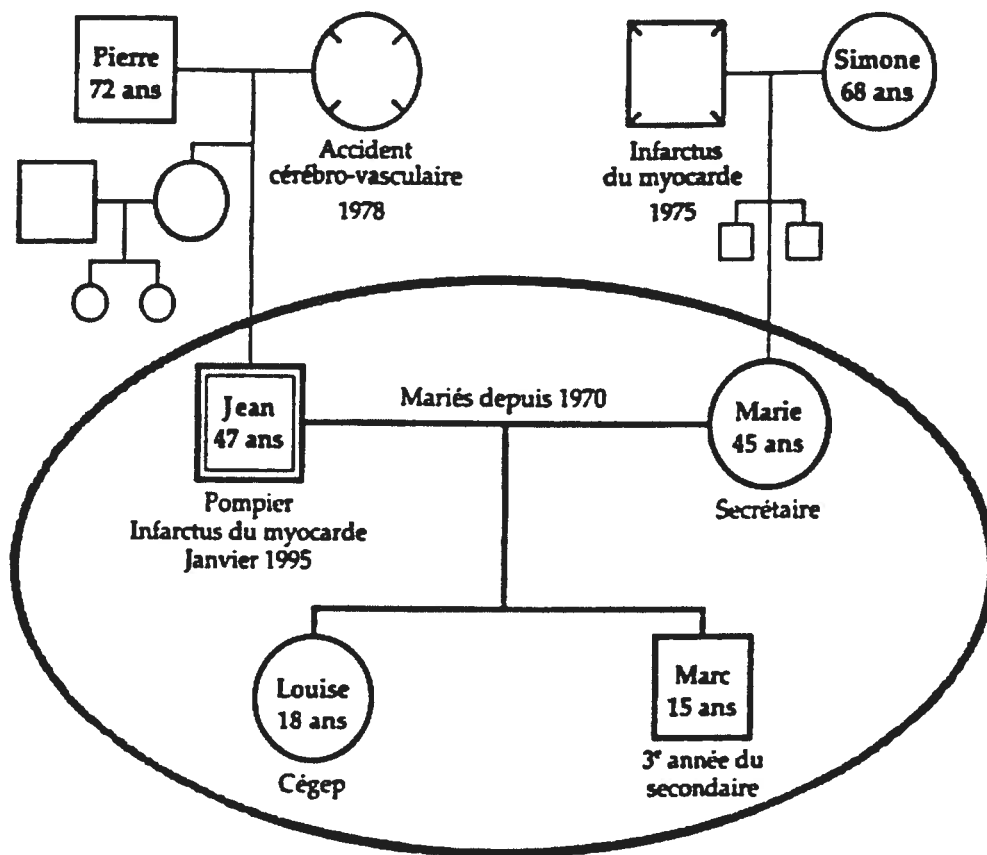 Pierre
72 ans
Simone
68 ans
Accident
cérébro-vasculaire
1978
Infarctus
du myocarde
1975
Jean
47 ans
Mariés depuis 1970
Marie
45 ans
Pompier
Infarctus du myocarde
Janvier 1995
Secrétaire
Louise
18 ans
Marc
15 ans
Cégep
3e année du
secondaire